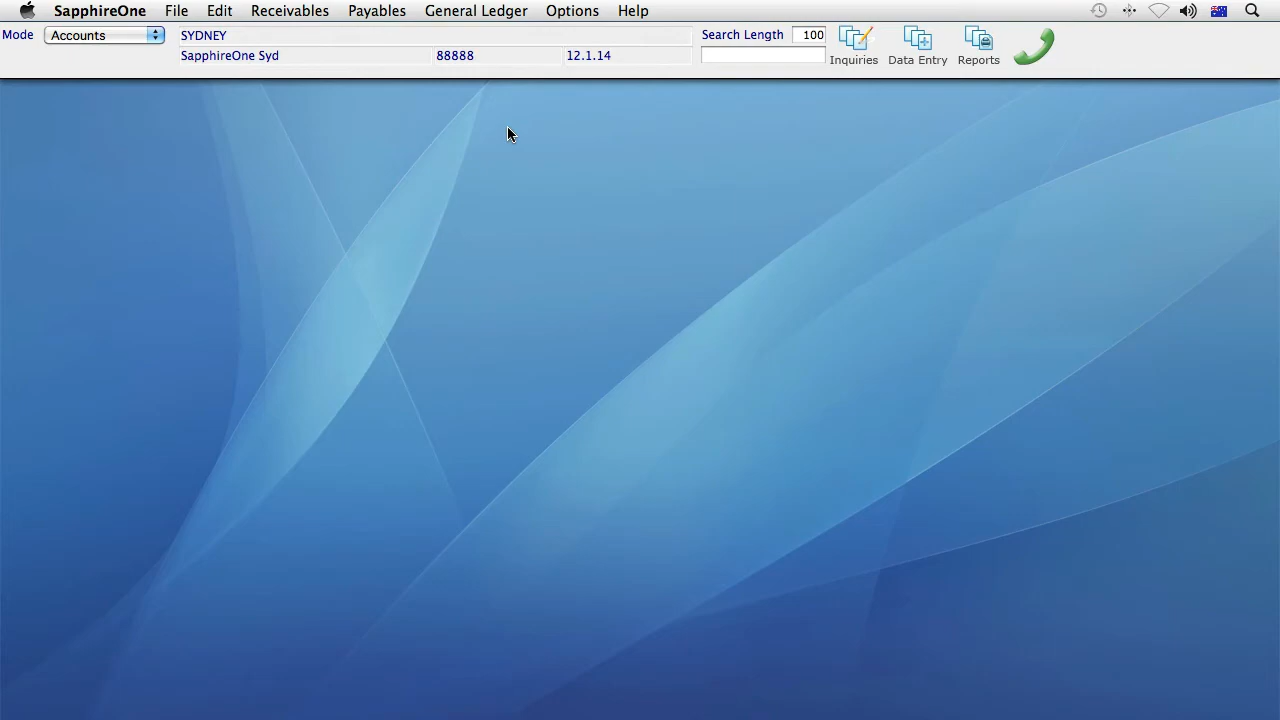 SapphireOne File Edit Receivables Payables General Ledger Options Help
Mode Accounts SYDNEY Search Length 100
SapphireOne Syd 88888 12.1.14
Inquiries Data Entry Reports